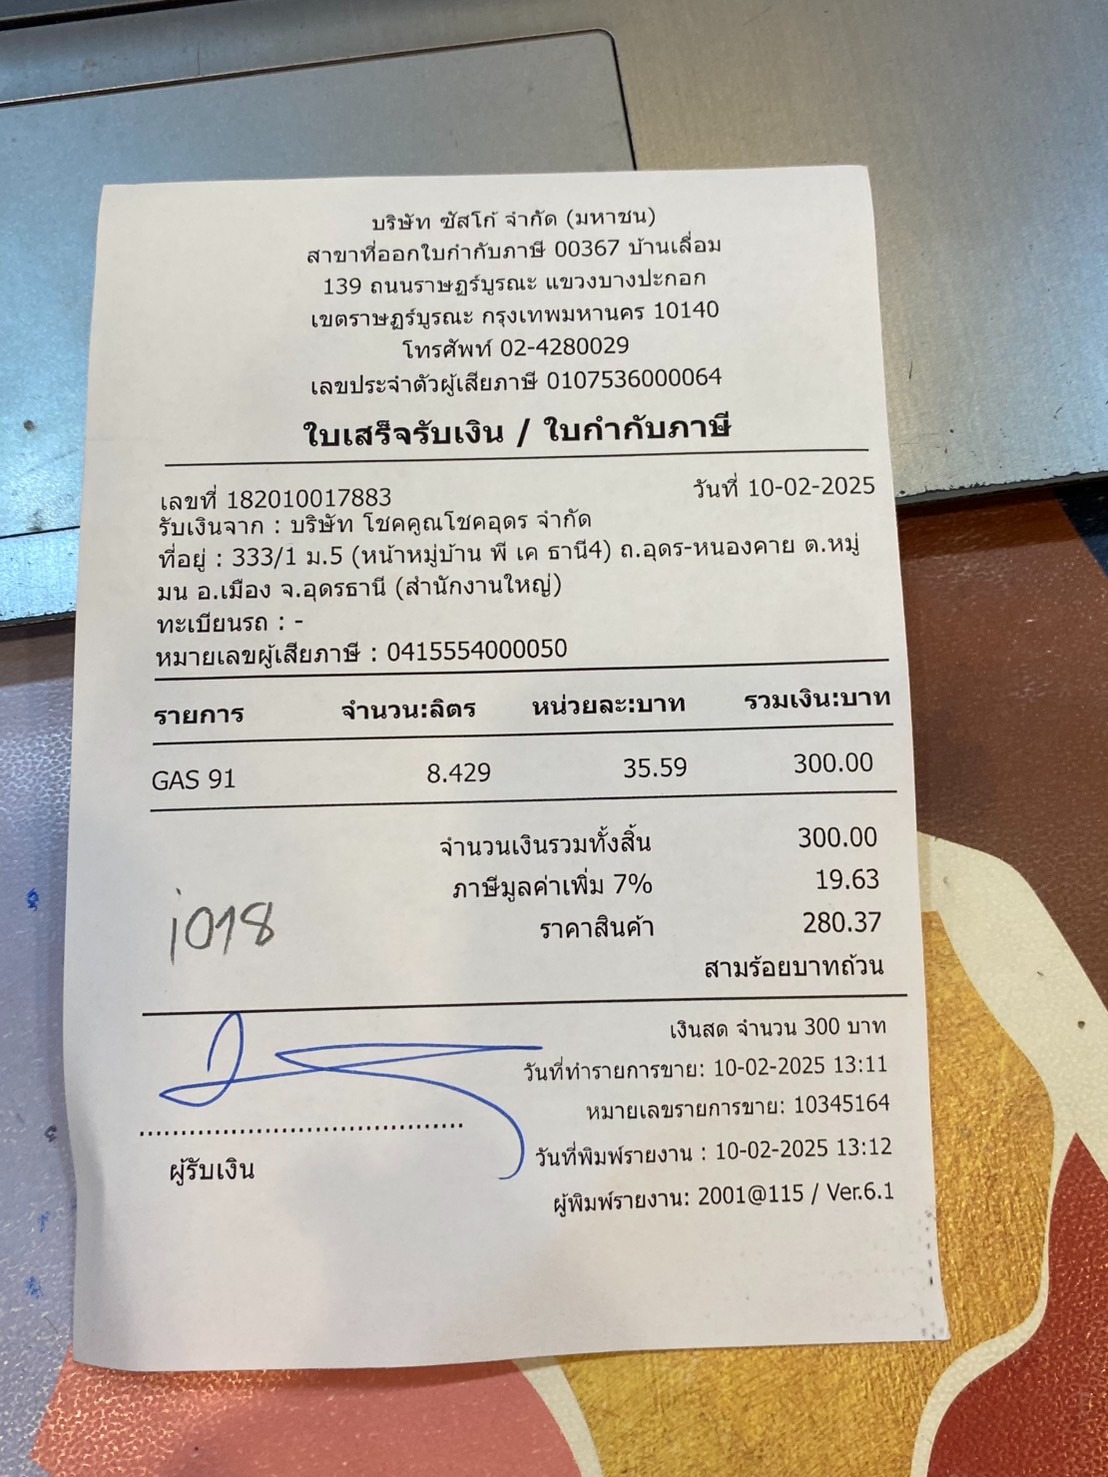 บริษัท ซัสโก้ จำกัด (มหาชน)
สาขาที่ออกใบกำกับภาษี 00367 บ้านเลื่อม
139 ถนนราษฎร์บูรณะ แขวงบางปะกอก
เขตราษฎร์บูรณะ กรุงเทพมหานคร 10140
โทรศัพท์ 02-4280029
เลขประจำตัวผู้เสียภาษี 0107536000064
ใบเสร็จรับเงิน / ใบกำกับภาษี
เลขที่ 182010017883 วันที่ 10-02-2025
รับเงินจาก : บริษัท โชคคูณโชคอุดร จำกัด
ที่อยู่ : 333/1 ม.5 (หน้าหมู่บ้าน พี เค ธานี4) ถ.อุดร-หนองคาย ต.หมู่
มน อ.เมือง จ.อุดรธานี (สำนักงานใหญ่)
ทะเบียนรถ : -
หมายเลขผู้เสียภาษี : 0415554000050
รายการ จำนวน:ลิตร หน่วยละ:บาท รวมเงิน:บาท
GAS 91 8.429 35.59 300.00
จำนวนเงินรวมทั้งสิ้น 300.00
ภาษีมูลค่าเพิ่ม 7% 19.63
ราคาสินค้า 280.37
สามร้อยบาทถ้วน
เงินสด จำนวน 300 บาท
วันที่ทำรายการขาย: 10-02-2025 13:11
หมายเลขรายการขาย: 10345164
วันที่พิมพ์รายงาน : 10-02-2025 13:12
ผู้พิมพ์รายงาน: 2001@115 / Ver.6.1
ผู้รับเงิน